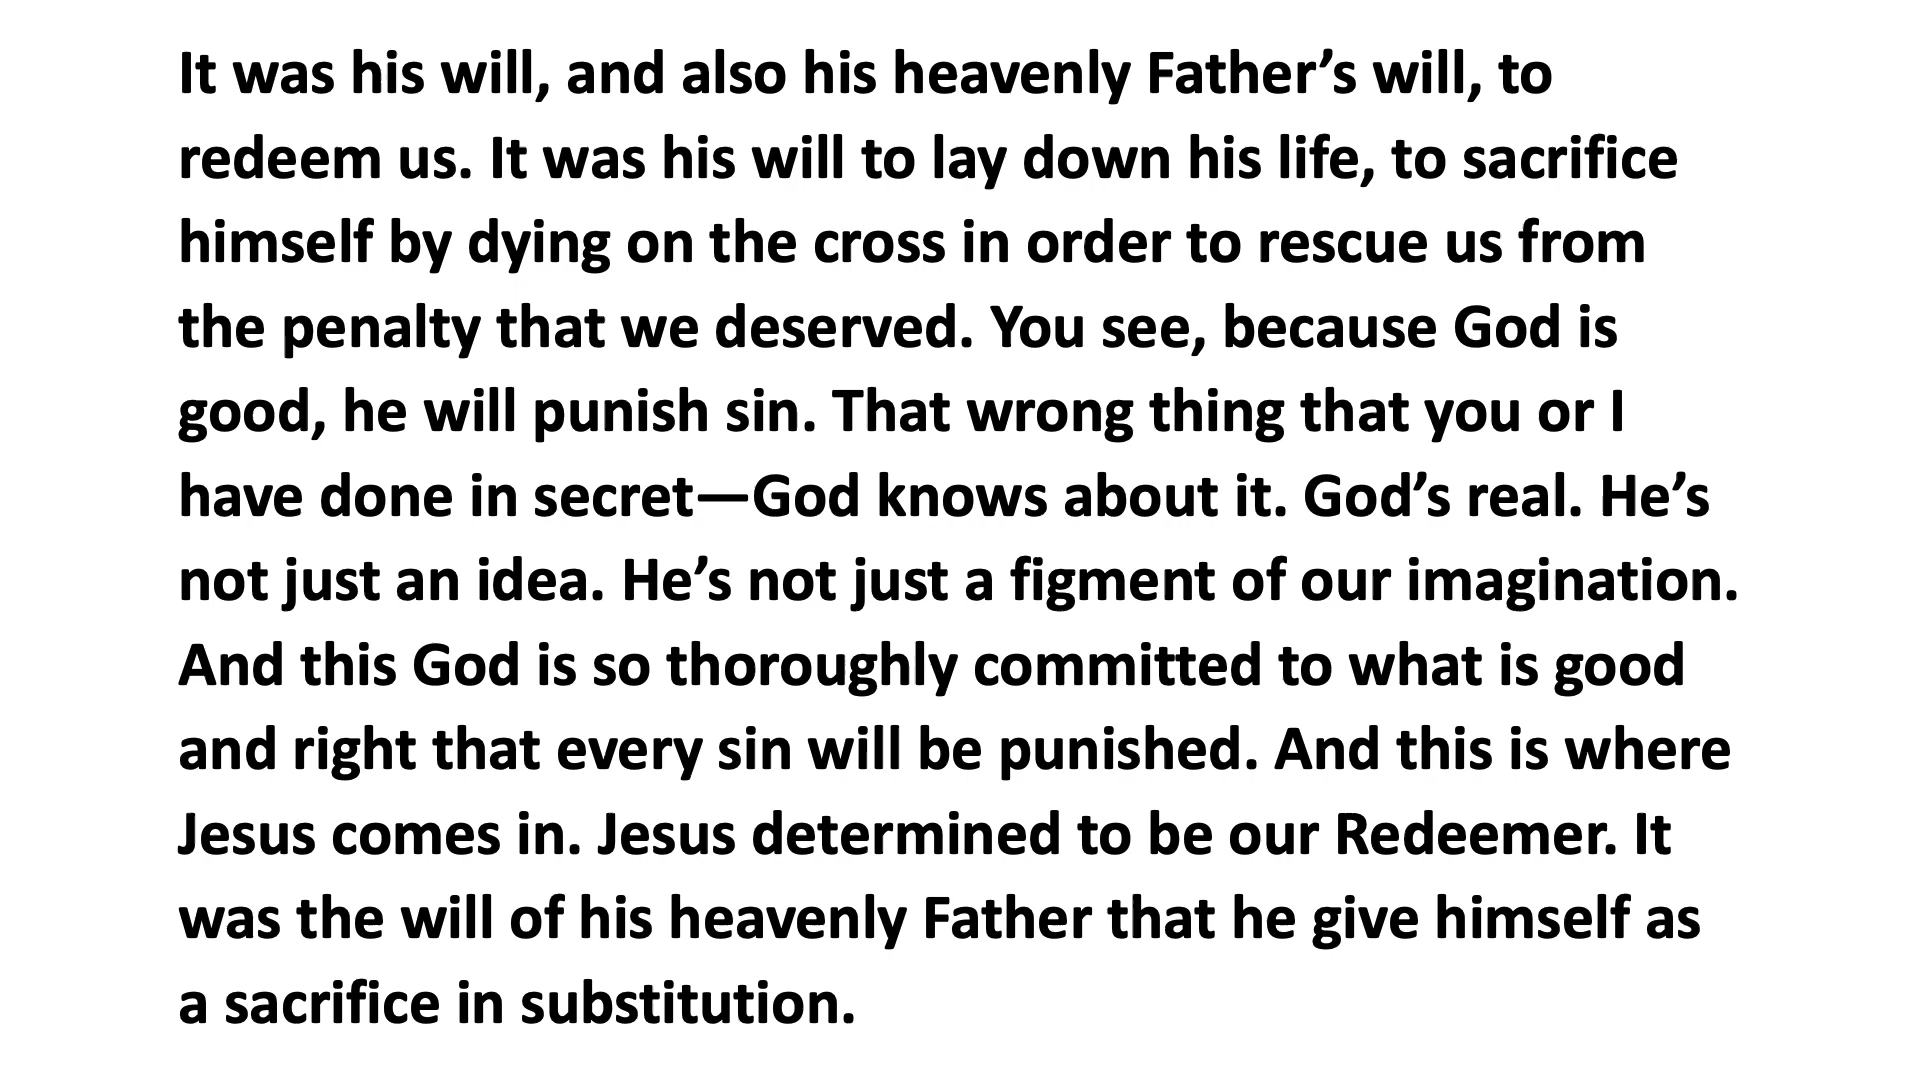 It was his will, and also his heavenly Father’s will, to
redeem us. It was his will to lay down his life, to sacrifice
himself by dying on the cross in order to rescue us from
the penalty that we deserved. You see, because God is
good, he will punish sin. That wrong thing that you or I
have done in secret—God knows about it. God’s real. He’s
not just an idea. He’s not just a figment of our imagination.
And this God is so thoroughly committed to what is good
and right that every sin will be punished. And this is where
Jesus comes in. Jesus determined to be our Redeemer. It
was the will of his heavenly Father that he give himself as
a sacrifice in substitution.